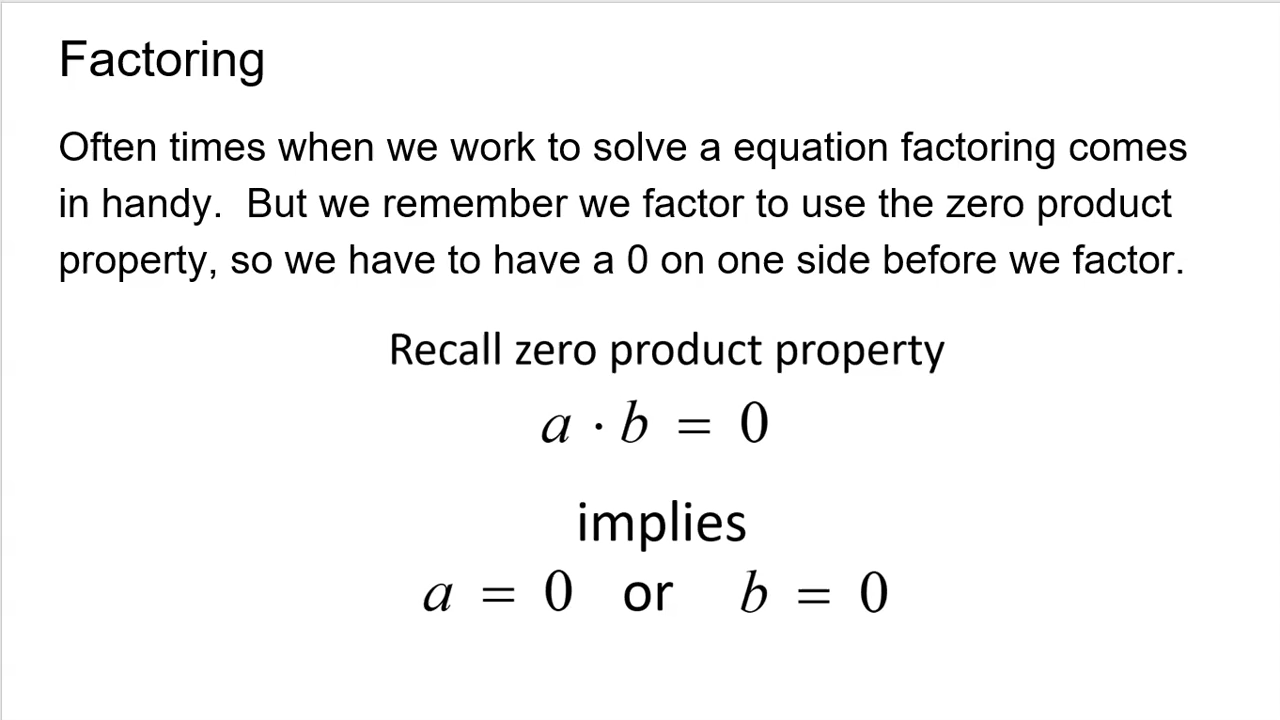 Factoring
Often times when we work to solve a equation factoring comes
in handy.  But we remember we factor to use the zero product
property, so we have to have a 0 on one side before we factor.
Recall zero product property
a · b = 0
implies
a = 0 or b = 0